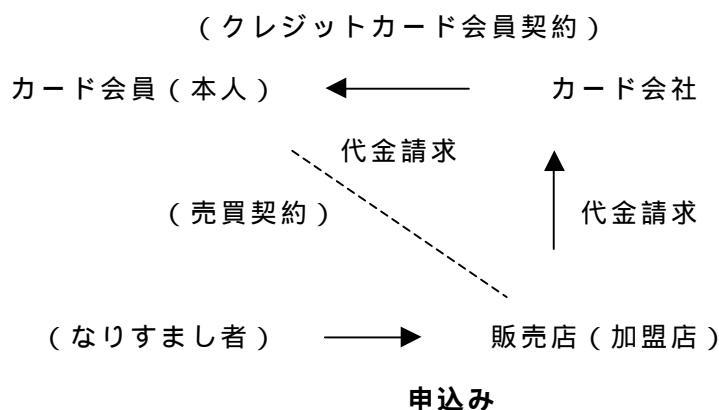 （クレジットカード会員契約）
カード会員（本人） カード会社
代金請求
（売買契約） 代金請求
（なりすまし者） 販売店（加盟店）
申込み